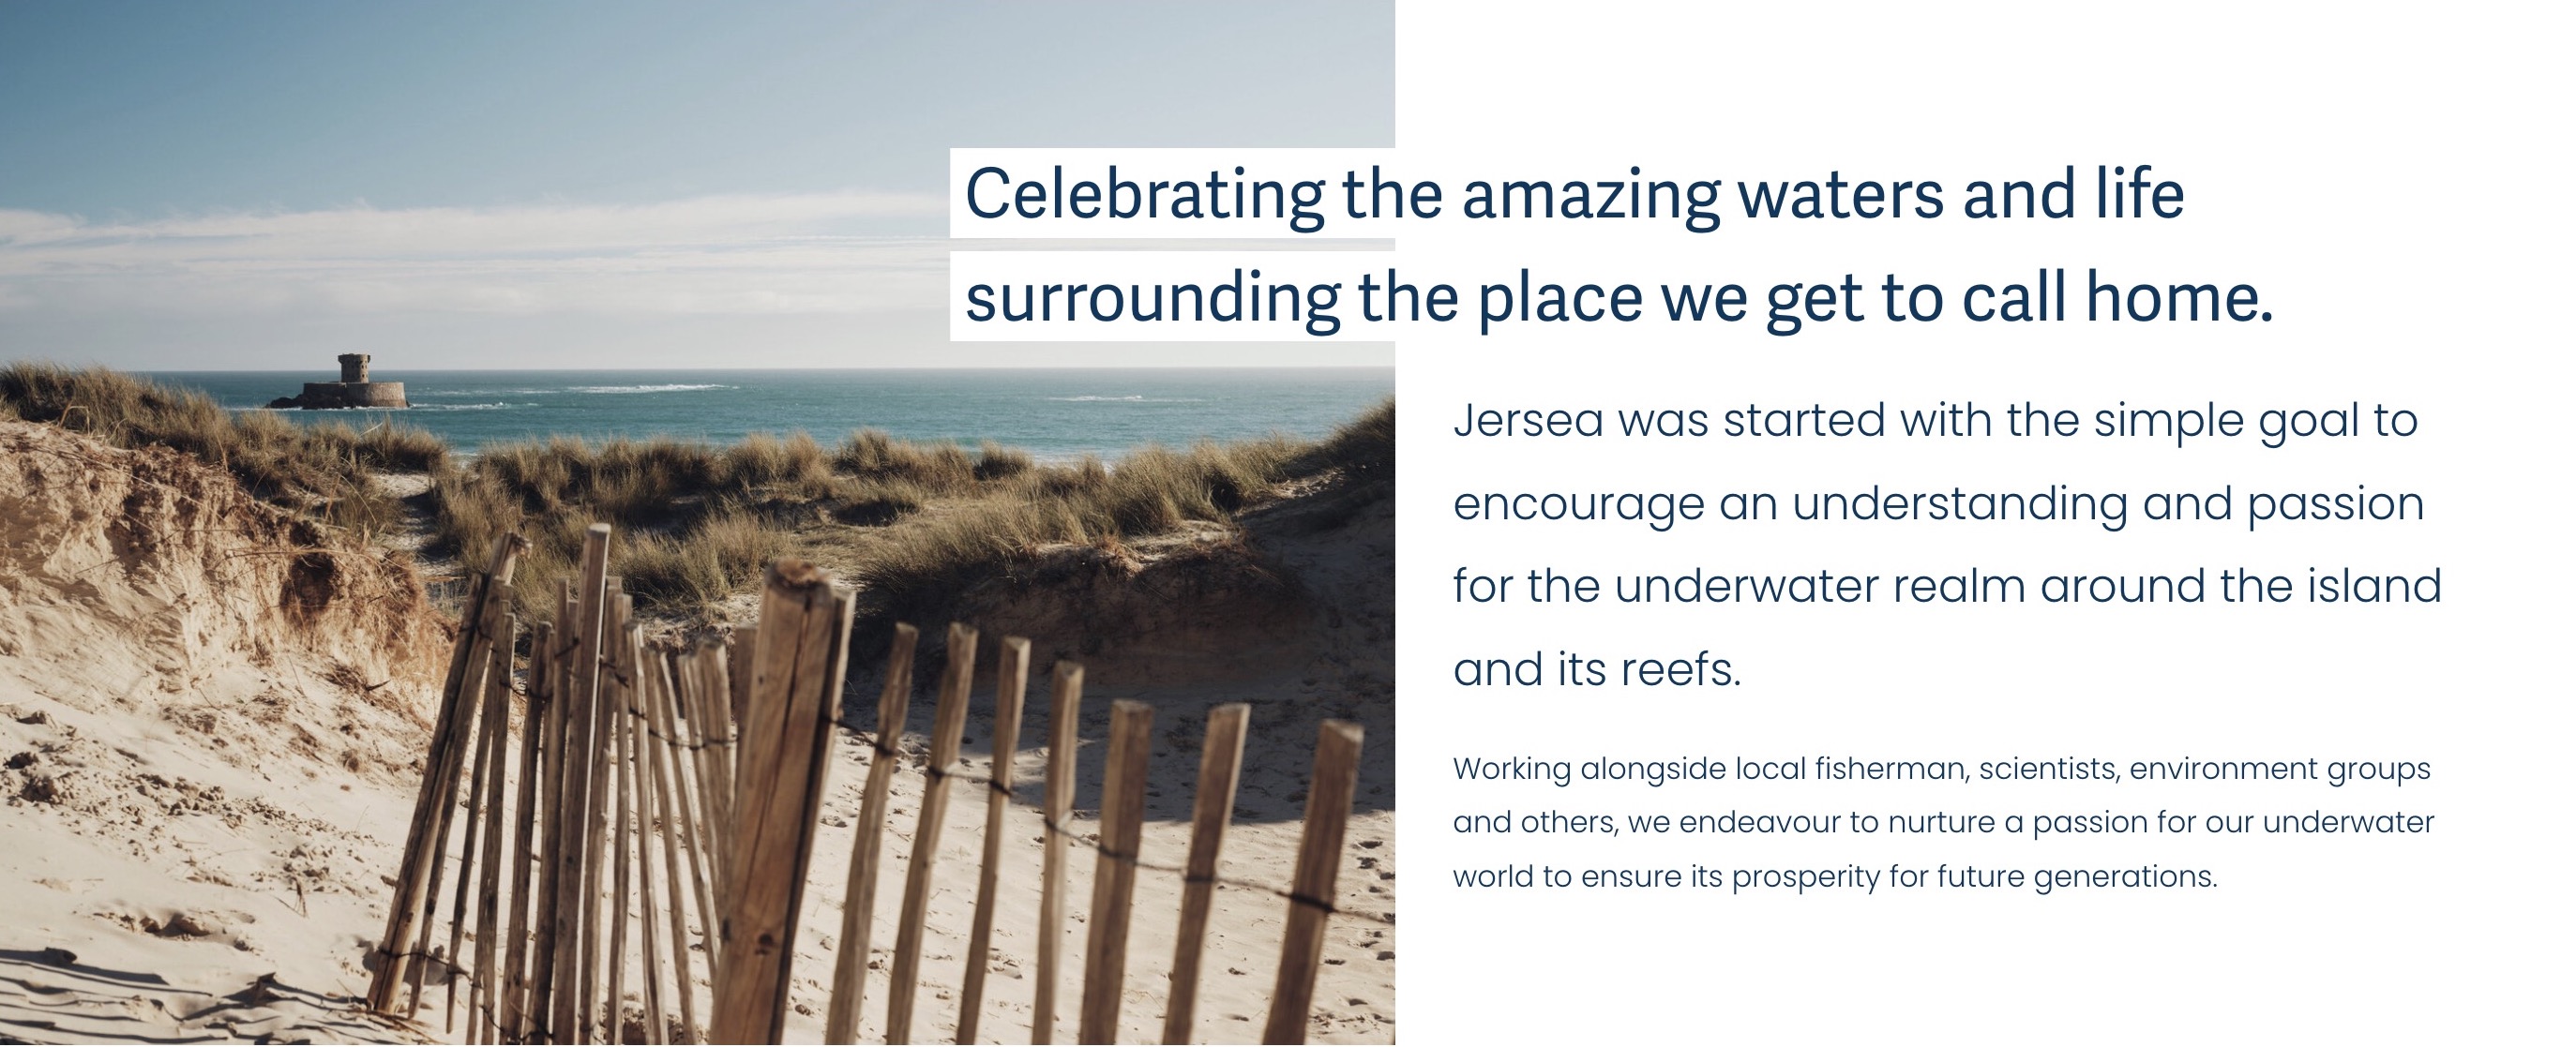 Celebrating the amazing waters and life
surrounding the place we get to call home.
Jersea was started with the simple goal to
encourage an understanding and passion
for the underwater realm around the island
and its reefs.
Working alongside local fisherman, scientists, environment groups
and others, we endeavour to nurture a passion for our underwater
world to ensure its prosperity for future generations.